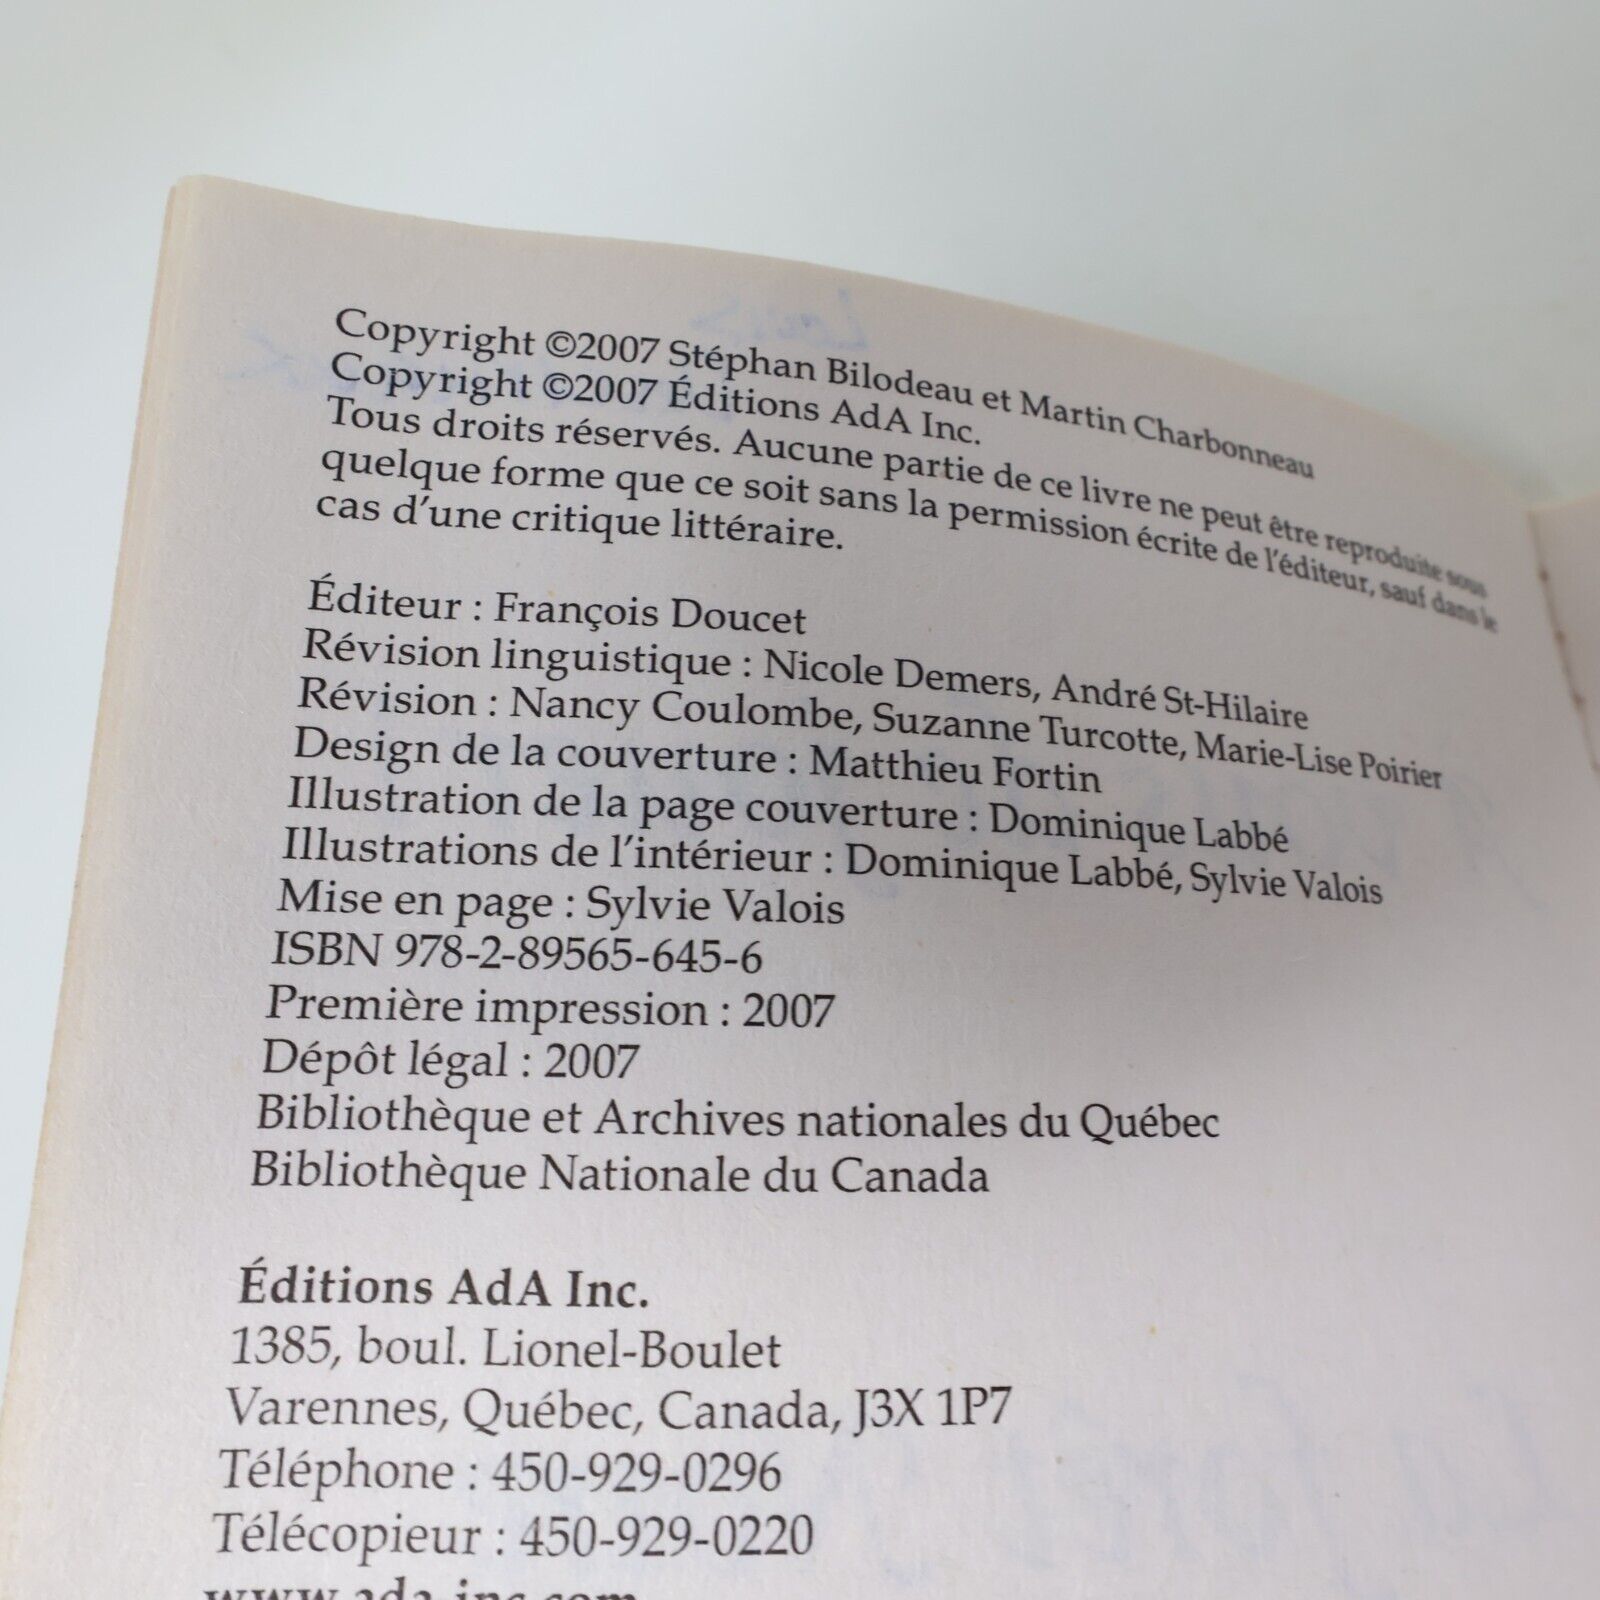 Copyright ©2007 Stéphan Bilodeau et Martin Charbonneau
Copyright ©2007 Éditions AdA Inc.
Tous droits réservés. Aucune partie de ce livre ne peut être reproduite sous
quelque forme que ce soit sans la permission écrite de l'éditeur, sauf dans le
cas d'une critique littéraire.
Éditeur : François Doucet
Révision linguistique : Nicole Demers, André St-Hilaire
Révision : Nancy Coulombe, Suzanne Turcotte, Marie-Lise Poirier
Design de la couverture : Matthieu Fortin
Illustration de la page couverture : Dominique Labbé
Illustrations de l'intérieur : Dominique Labbé, Sylvie Valois
Mise en page : Sylvie Valois
ISBN 978-2-89565-645-6
Première impression : 2007
Dépôt légal : 2007
Bibliothèque et Archives nationales du Québec
Bibliothèque Nationale du Canada
Éditions AdA Inc.
1385, boul. Lionel-Boulet
Varennes, Québec, Canada, J3X 1P7
Téléphone : 450-929-0296
Télécopieur : 450-929-0220
www.ada-inc.com